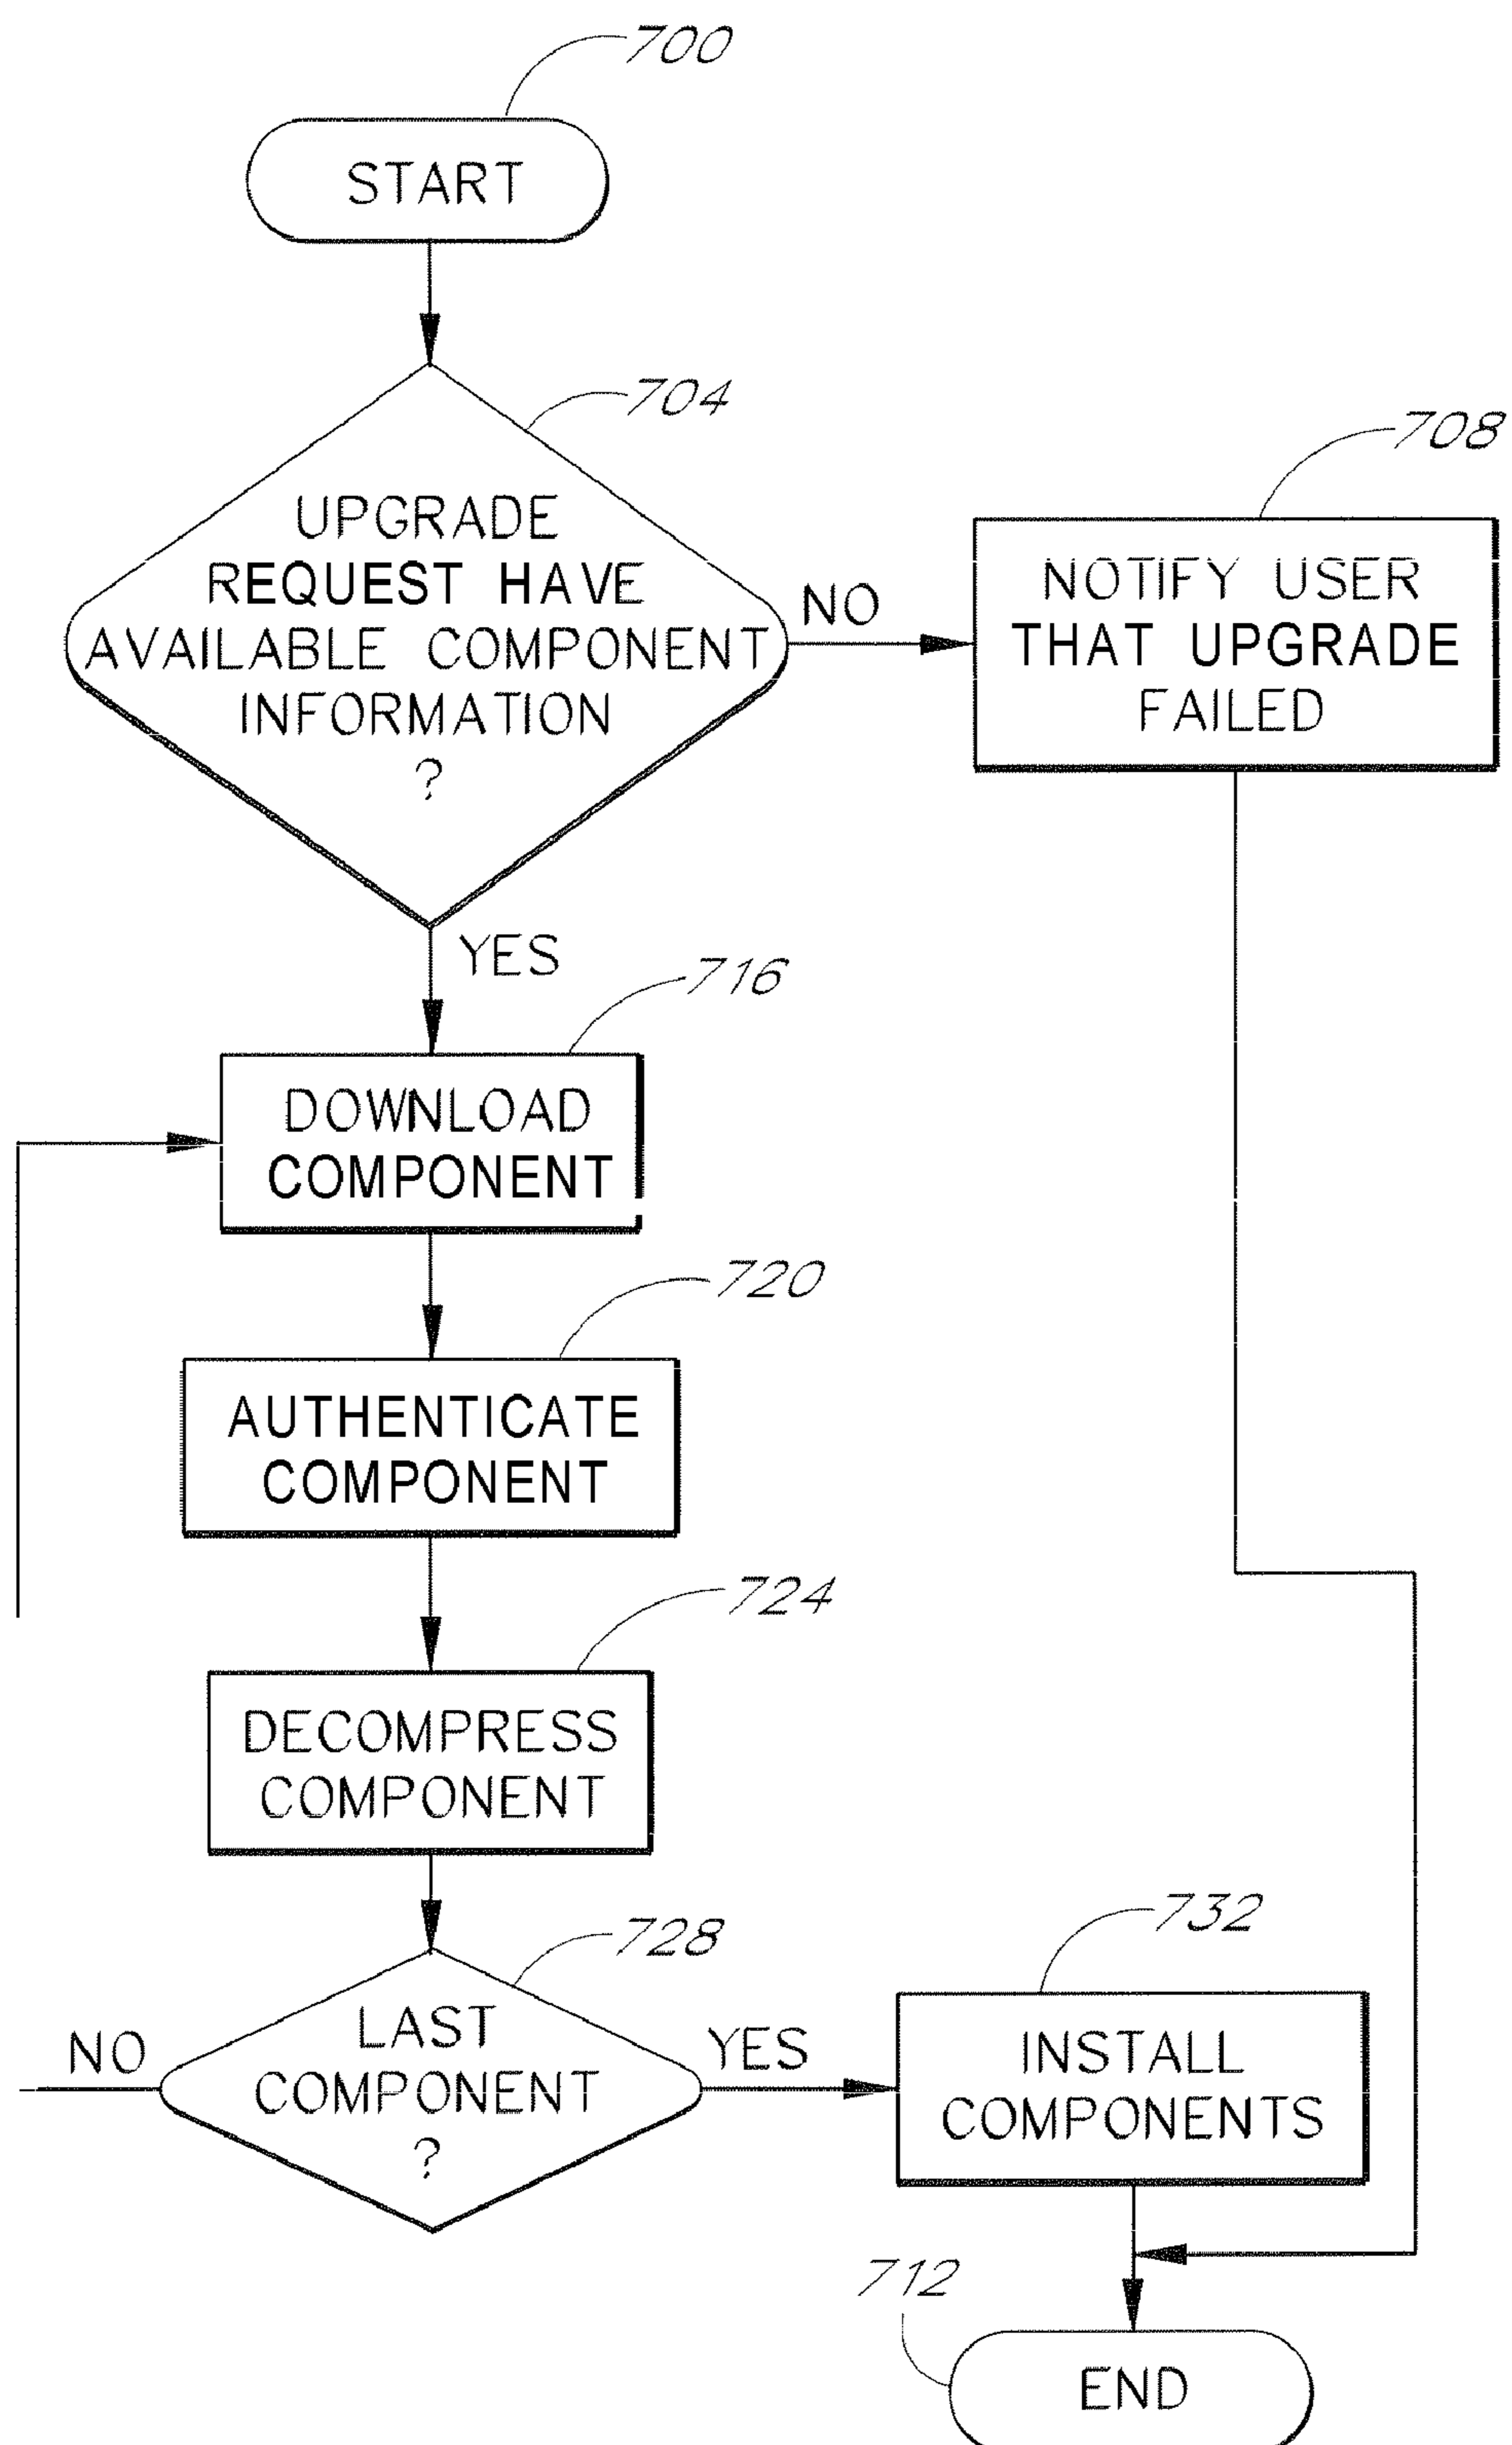 700
START
704
UPGRADE
REQUEST HAVE
AVAILABLE COMPONENT
INFORMATION
?
NO
708
NOTIFY USER
THAT UPGRADE
FAILED
YES
716
DOWNLOAD
COMPONENT
720
AUTHENTICATE
COMPONENT
724
DECOMPRESS
COMPONENT
728
LAST
COMPONENT
?
NO
YES
732
INSTALL
COMPONENTS
712
END